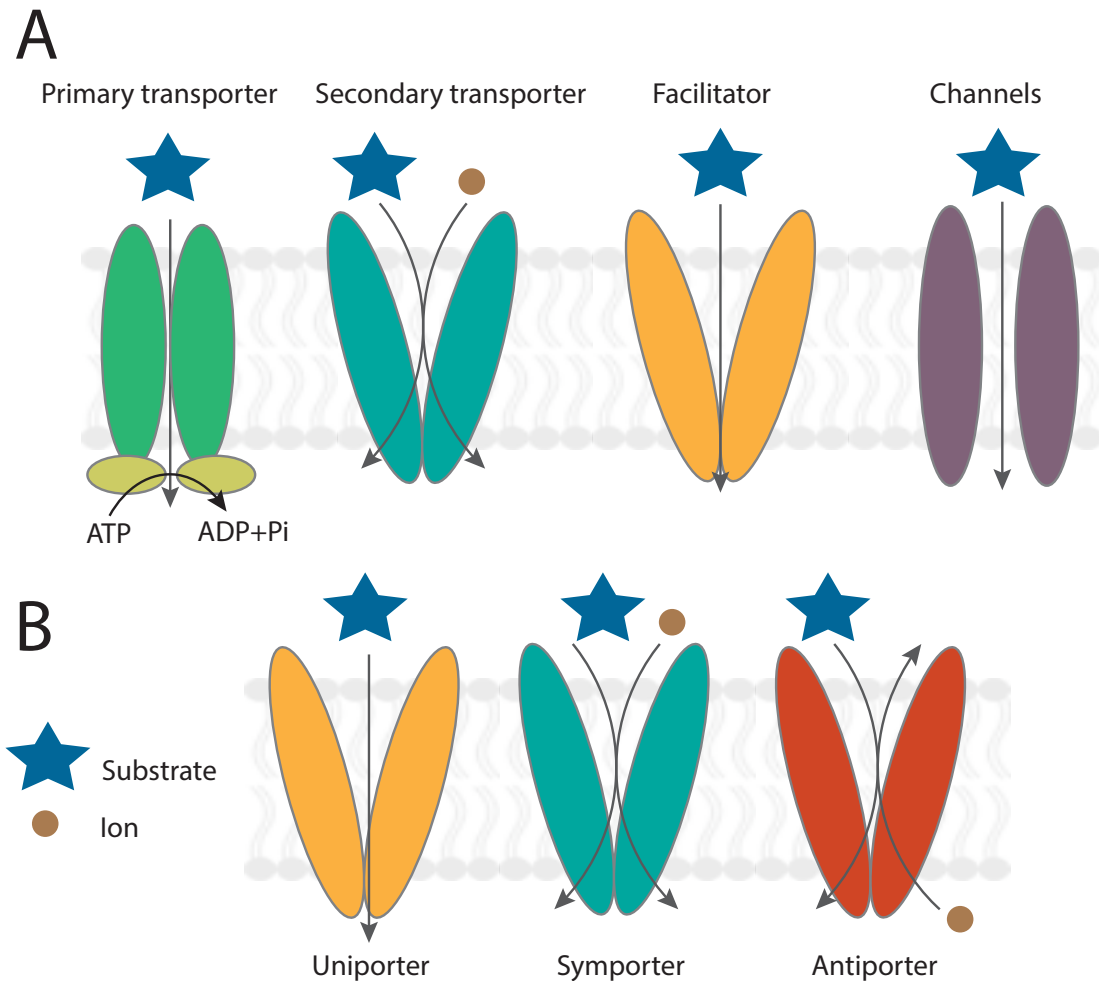 A
Primary transporter
Secondary transporter
Facilitator
Channels
ATP
ADP+Pi
B
Substrate
Ion
Uniporter
Symporter
Antiporter